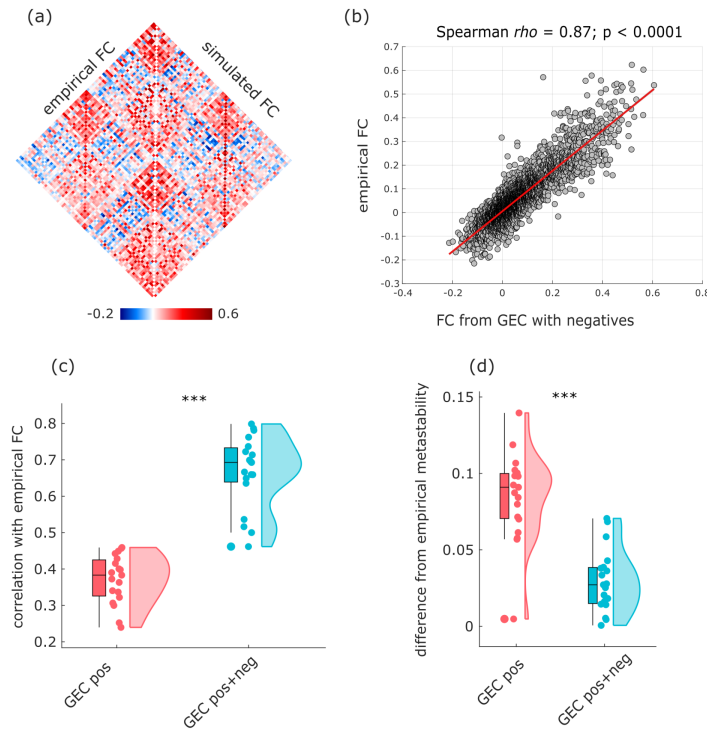 (a)
empirical FC
simulated FC
-0.2
0.6
(b)
Spearman rho = 0.87; p < 0.0001
empirical FC
0.7
0.6
0.5
0.4
0.3
0.2
0.1
0
-0.1
-0.2
-0.3
-0.4
-0.2
0
0.2
0.4
0.6
0.8
FC from GEC with negatives
(c)
correlation with empirical FC
0.8
0.7
0.6
0.5
0.4
0.3
0.2
***
GEC pos
GEC pos+neg
(d)
difference from empirical metastability
0.15
0.1
0.05
0
***
GEC pos
GEC pos+neg